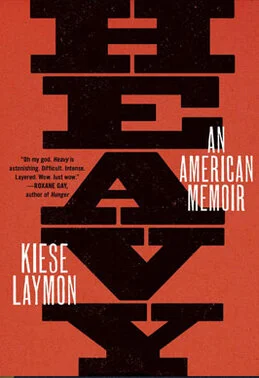 HEAVY
AN
AMERICAN
MEMOIR
"Oh my god. Heavy is
astonishing. Difficult. Intense.
Layered. Wow. Just wow."
—ROXANE GAY,
author of Hunger
KIESE
LAYMON